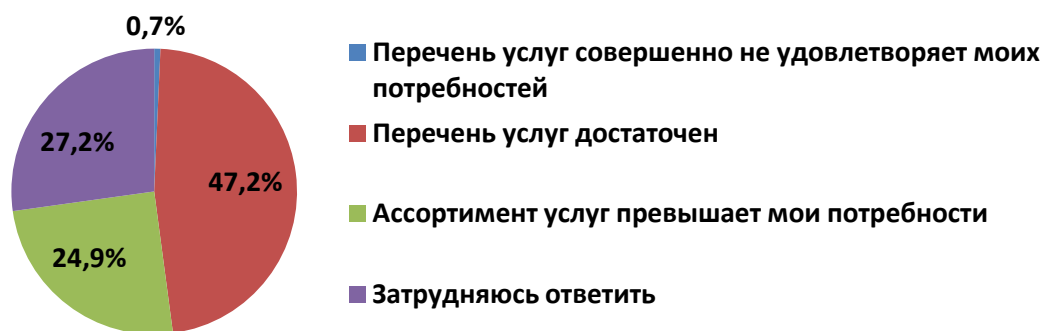 0,7%
Перечень услуг совершенно не удовлетворяет моих
потребностей
27,2%
Перечень услуг достаточен
47,2%
Ассортимент услуг превышает мои потребности
24,9%
Затрудняюсь ответить